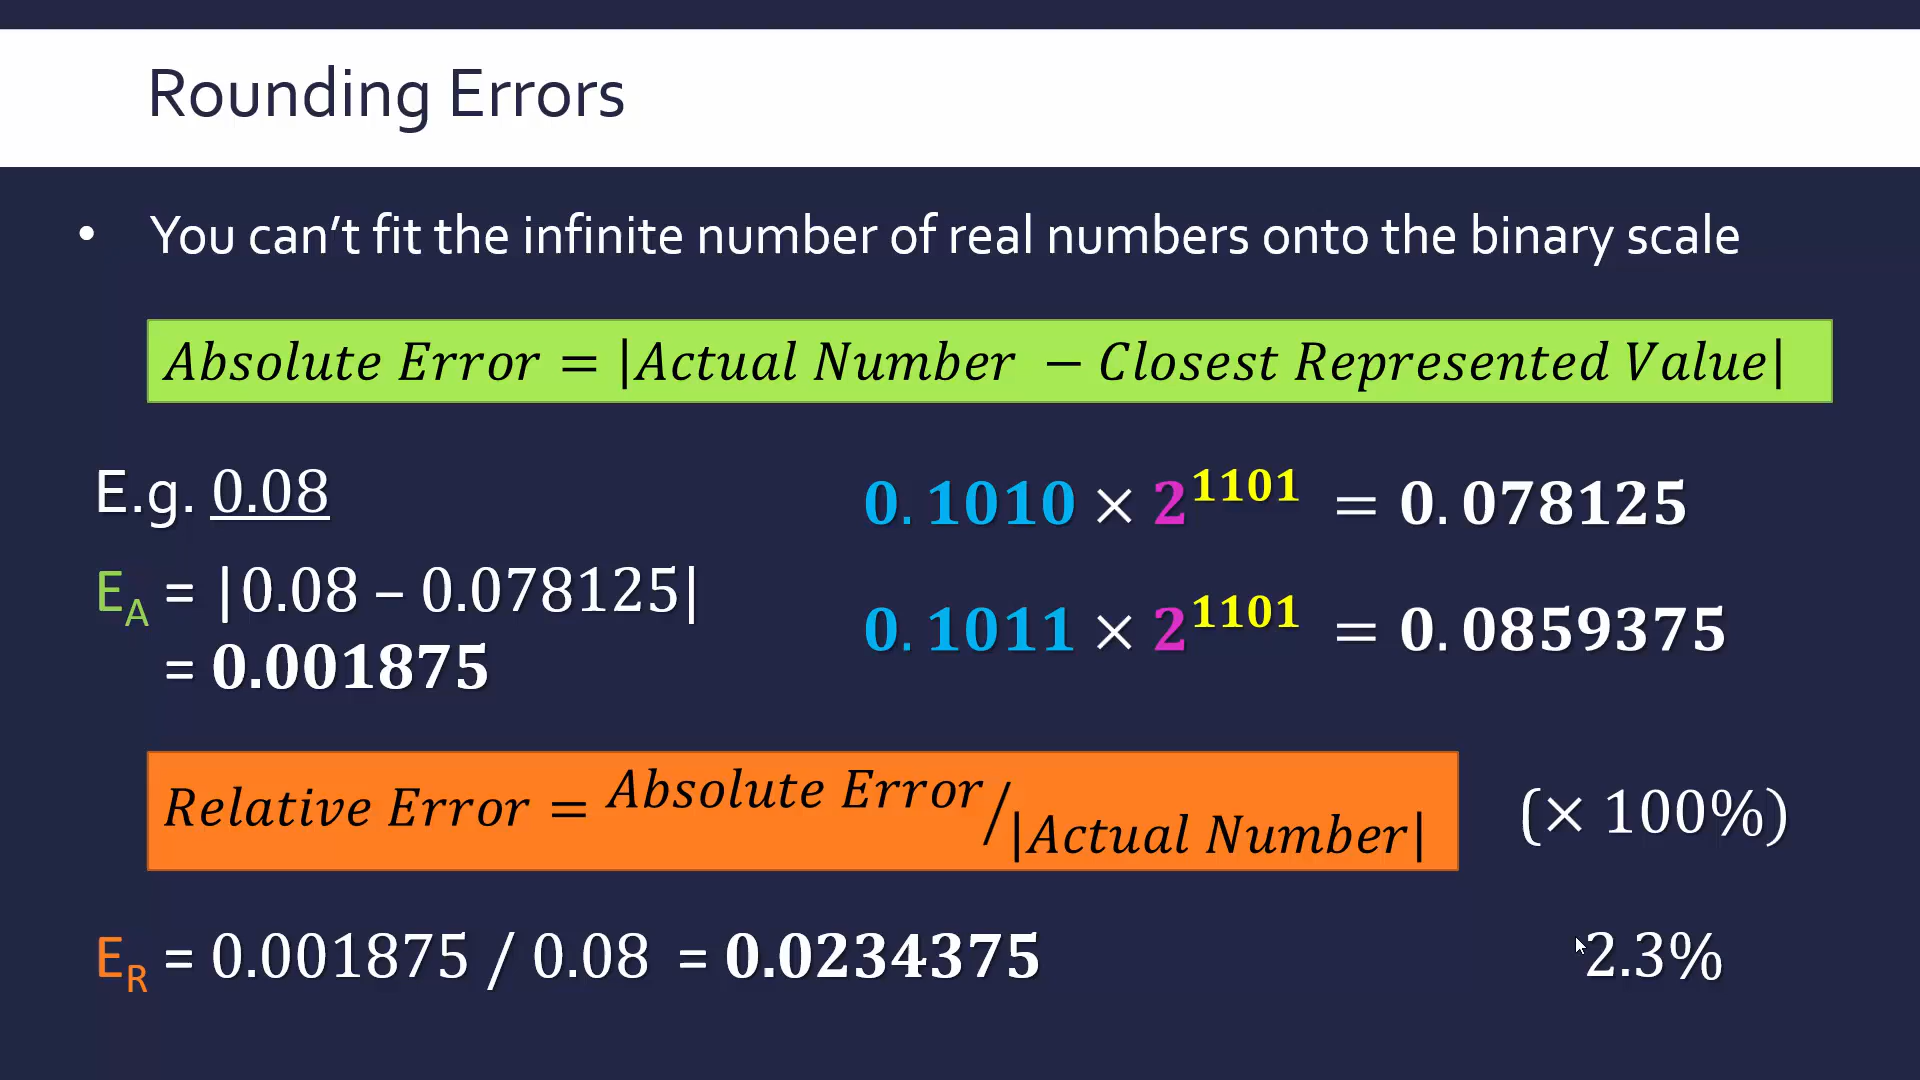 Rounding Errors
• You can’t fit the infinite number of real numbers onto the binary scale
Absolute Error = |Actual Number − Closest Represented Value|
E.g. 0.08
0.1010 × 2^1101 = 0.078125
E_A = |0.08 – 0.078125|
= 0.001875
0.1011 × 2^1101 = 0.0859375
Relative Error = Absolute Error/|Actual Number|
(× 100%)
E_R = 0.001875 / 0.08 = 0.0234375
2.3%